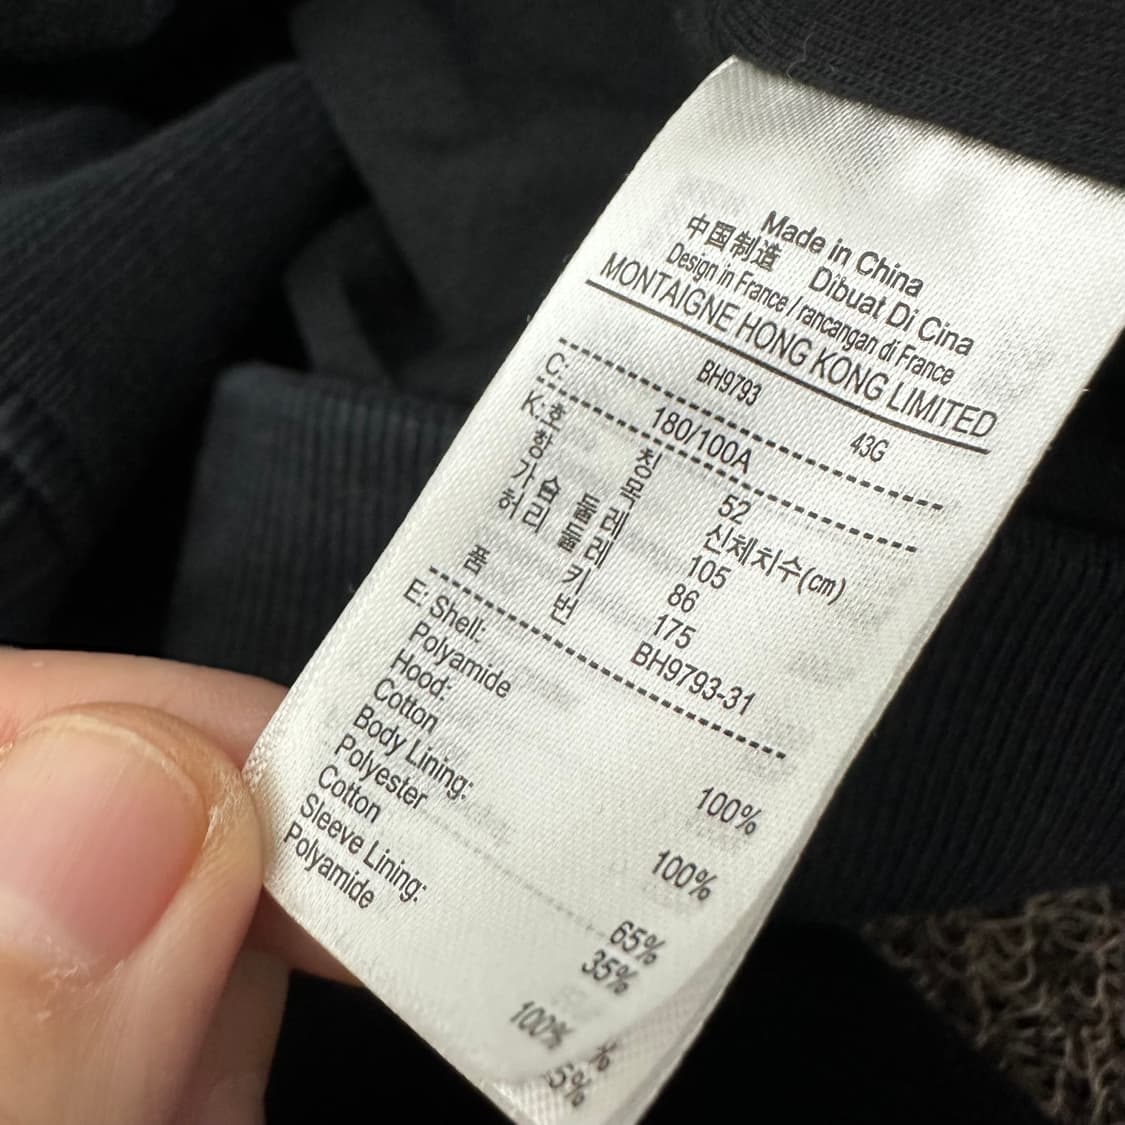 Made in China
中国制造 Dibuat Di Cina
Design in France / rancangan di France
MONTAIGNE HONG KONG LIMITED
BH9793 43G
C: 180/100A 52
K: 호 칭 신체치수(cm)
항목
가슴둘레 105
허리둘레 86
키 175
품 번 BH9793-31
E: Shell:
Polyamide 100%
Hood:
Cotton 100%
Body Lining:
Polyester 65%
Cotton 35%
Sleeve Lining:
Polyamide 100%
5%